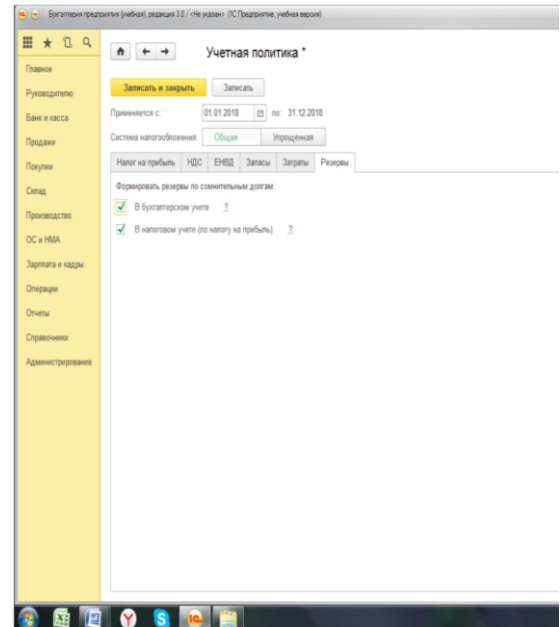 Бухгалтерия предприятия (учебная), редакция 3.0 / <Не указан> (1С:Предприятие, учебная версия)
Учетная политика *
Главное
Руководителю
Банк и касса
Продажи
Покупки
Склад
Производство
ОС и НМА
Зарплата и кадры
Операции
Отчеты
Справочники
Администрирование
Записать и закрыть Записать
Применяется с: 01.01.2018 по: 31.12.2018
Система налогообложения: Общая Упрощенная
Налог на прибыль НДС ЕНВД Запасы Затраты Резервы
Формировать резервы по сомнительным долгам:
В бухгалтерском учете ?
В налоговом учете (по налогу на прибыль) ?